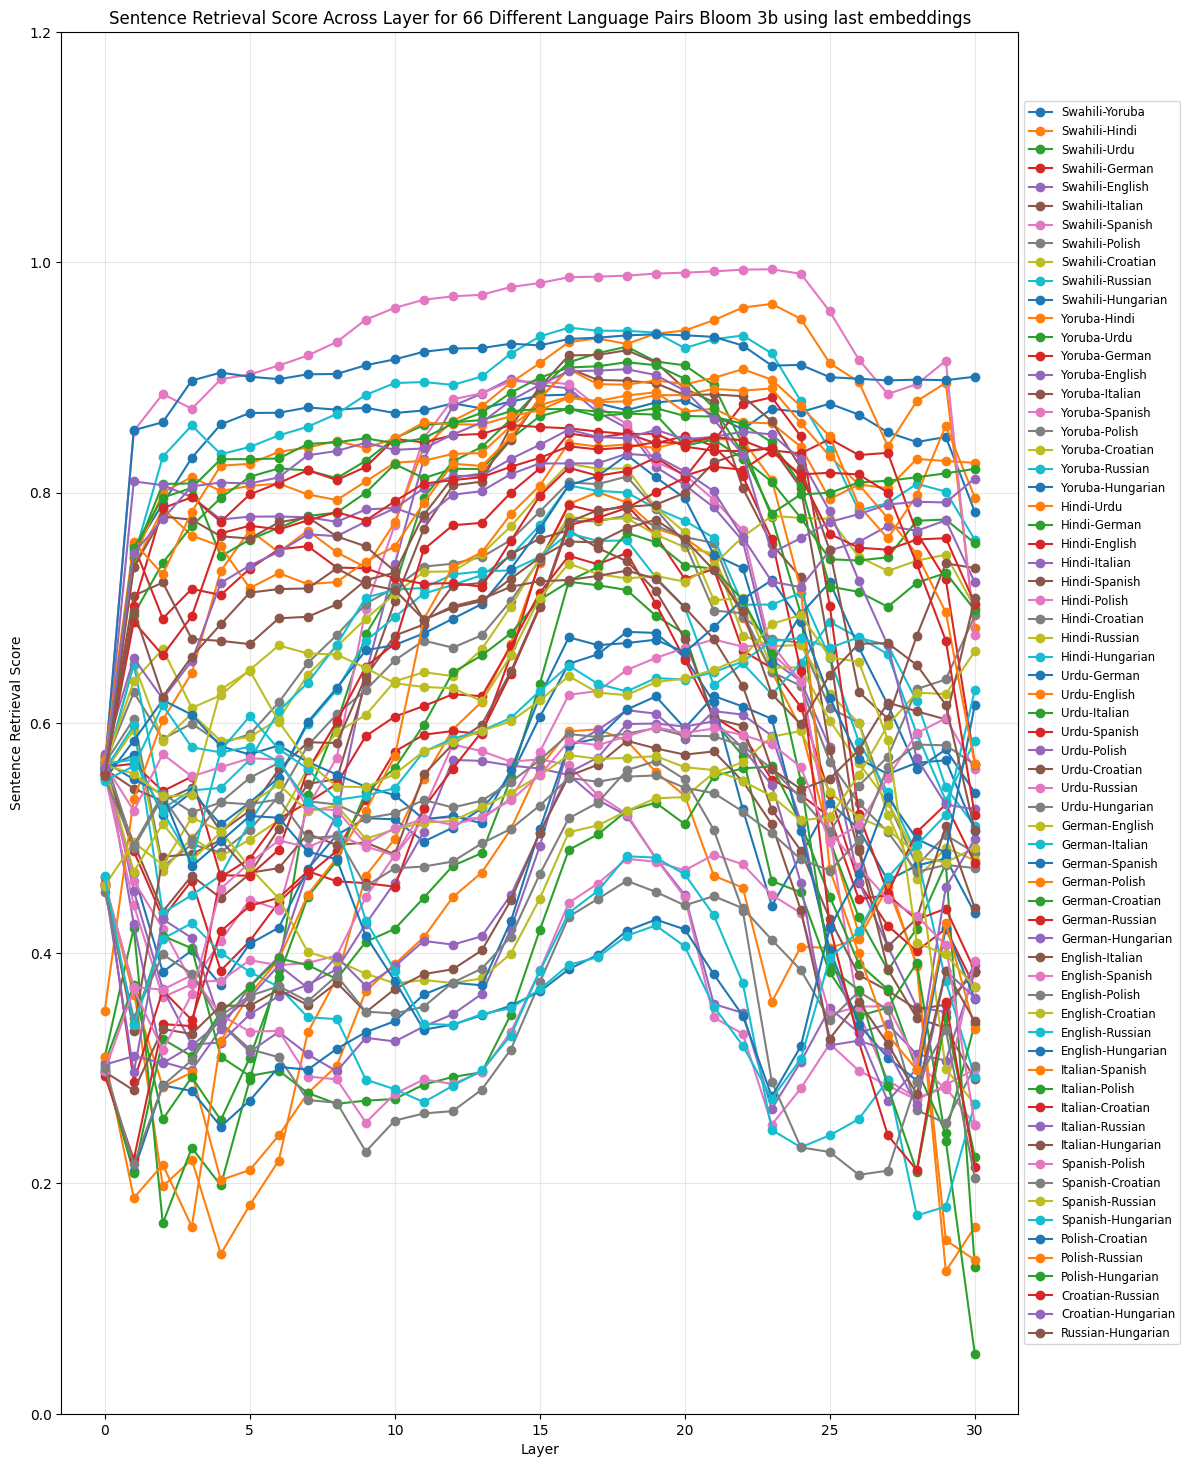 Sentence Retrieval Score Across Layer for 66 Different Language Pairs Bloom 3b using last embeddings
1.2
1.0
0.8
0.6
0.4
0.2
0.0
Sentence Retrieval Score
0 5 10 15 20 25 30
Layer
Swahili-Yoruba
Swahili-Hindi
Swahili-Urdu
Swahili-German
Swahili-English
Swahili-Italian
Swahili-Spanish
Swahili-Polish
Swahili-Croatian
Swahili-Russian
Swahili-Hungarian
Yoruba-Hindi
Yoruba-Urdu
Yoruba-German
Yoruba-English
Yoruba-Italian
Yoruba-Spanish
Yoruba-Polish
Yoruba-Croatian
Yoruba-Russian
Yoruba-Hungarian
Hindi-Urdu
Hindi-German
Hindi-English
Hindi-Italian
Hindi-Spanish
Hindi-Polish
Hindi-Croatian
Hindi-Russian
Hindi-Hungarian
Urdu-German
Urdu-English
Urdu-Italian
Urdu-Spanish
Urdu-Polish
Urdu-Croatian
Urdu-Russian
Urdu-Hungarian
German-English
German-Italian
German-Spanish
German-Polish
German-Croatian
German-Russian
German-Hungarian
English-Italian
English-Spanish
English-Polish
English-Croatian
English-Russian
English-Hungarian
Italian-Spanish
Italian-Polish
Italian-Croatian
Italian-Russian
Italian-Hungarian
Spanish-Polish
Spanish-Croatian
Spanish-Russian
Spanish-Hungarian
Polish-Croatian
Polish-Russian
Polish-Hungarian
Croatian-Russian
Croatian-Hungarian
Russian-Hungarian